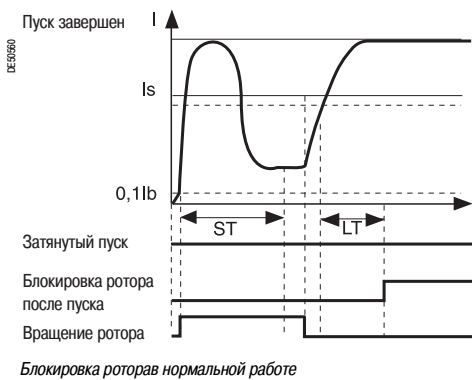 Пуск завершен
I
DE50560
Is
0,1Ib
ST
LT
Затянутый пуск
Блокировка ротора
после пуска
Вращение ротора
Блокировка роторав нормальной работе